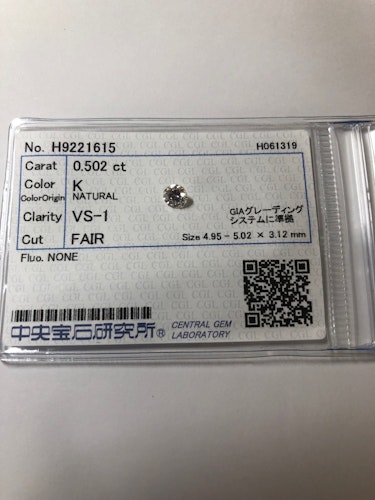 No. H9221615 H061319
Carat 0.502 ct
Color K
ColorOrigin NATURAL
Clarity VS-1
GIAグレーディング
システムに準拠
Cut FAIR Size 4.95 - 5.02 × 3.12 mm
Fluo. NONE
中央宝石研究所® CENTRAL GEM
LABORATORY